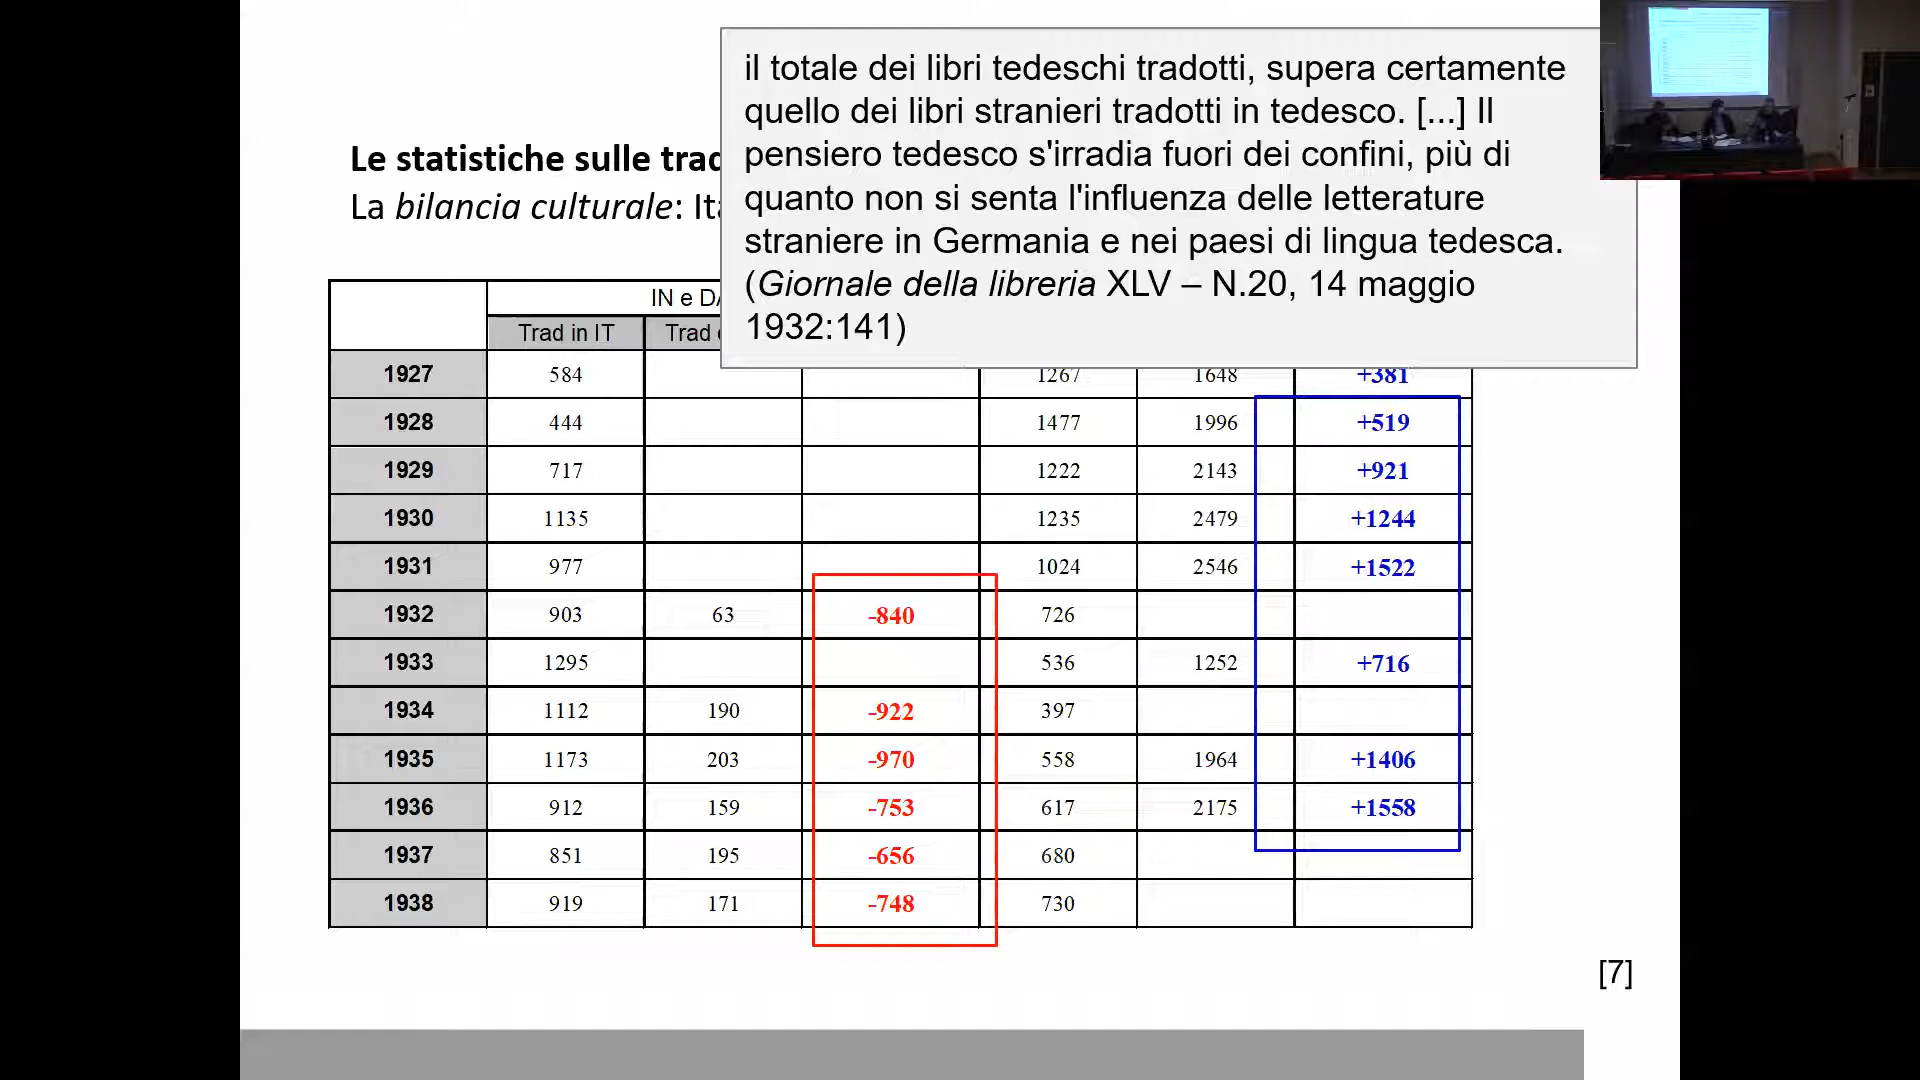 il totale dei libri tedeschi tradotti, supera certamente
quello dei libri stranieri tradotti in tedesco. [...] Il
pensiero tedesco s'irradia fuori dei confini, più di
quanto non si senta l'influenza delle letterature
straniere in Germania e nei paesi di lingua tedesca.
(Giornale della libreria XLV – N.20, 14 maggio
1932:141)
Le statistiche sulle
La bilancia culturale:
IN e
Trad in IT Trad
1927 584 1267 1648 +381
1928 444 1477 1996 +519
1929 717 1222 2143 +921
1930 1135 1235 2479 +1244
1931 977 1024 2546 +1522
1932 903 63 -840 726
1933 1295 536 1252 +716
1934 1112 190 -922 397
1935 1173 203 -970 558 1964 +1406
1936 912 159 -753 617 2175 +1558
1937 851 195 -656 680
1938 919 171 -748 730
[7]